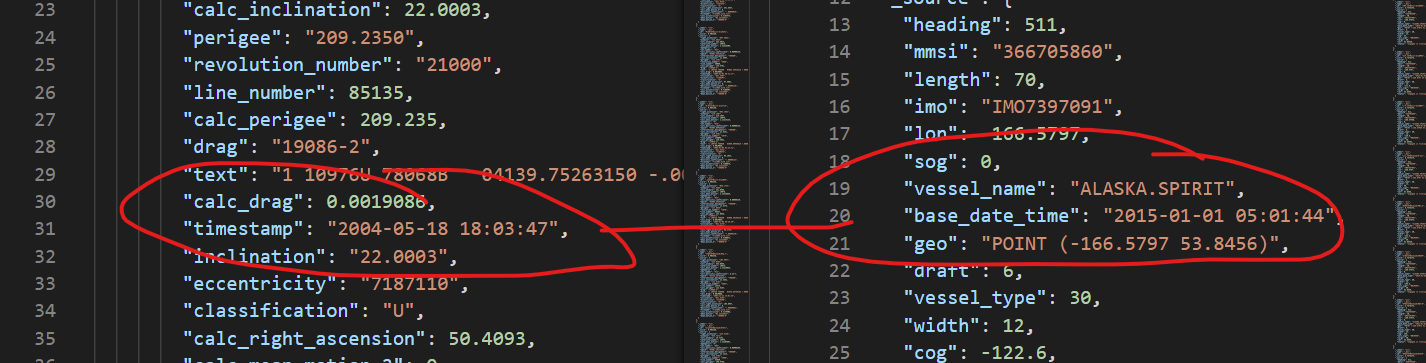 23 "calc_inclination": 22.0003,
24 "perigee": "209.2350",
25 "revolution_number": "21000",
26 "line_number": 85135,
27 "calc_perigee": 209.235,
28 "drag": "19086-2",
29 "text": "1 10976U 78068B   04139.75263150 -.00
30 "calc_drag": 0.0019086,
31 "timestamp": "2004-05-18 18:03:47",
32 "inclination": "22.0003",
33 "eccentricity": "7187110",
34 "classification": "U",
35 "calc_right_ascension": 50.4093,
12 _source : {
13 "heading": 511,
14 "mmsi": "366705860",
15 "length": 70,
16 "imo": "IMO7397091",
17 "lon": -166.5797,
18 "sog": 0,
19 "vessel_name": "ALASKA.SPIRIT",
20 "base_date_time": "2015-01-01 05:01:44",
21 "geo": "POINT (-166.5797 53.8456)",
22 "draft": 6,
23 "vessel_type": 30,
24 "width": 12,
25 "cog": -122.6,